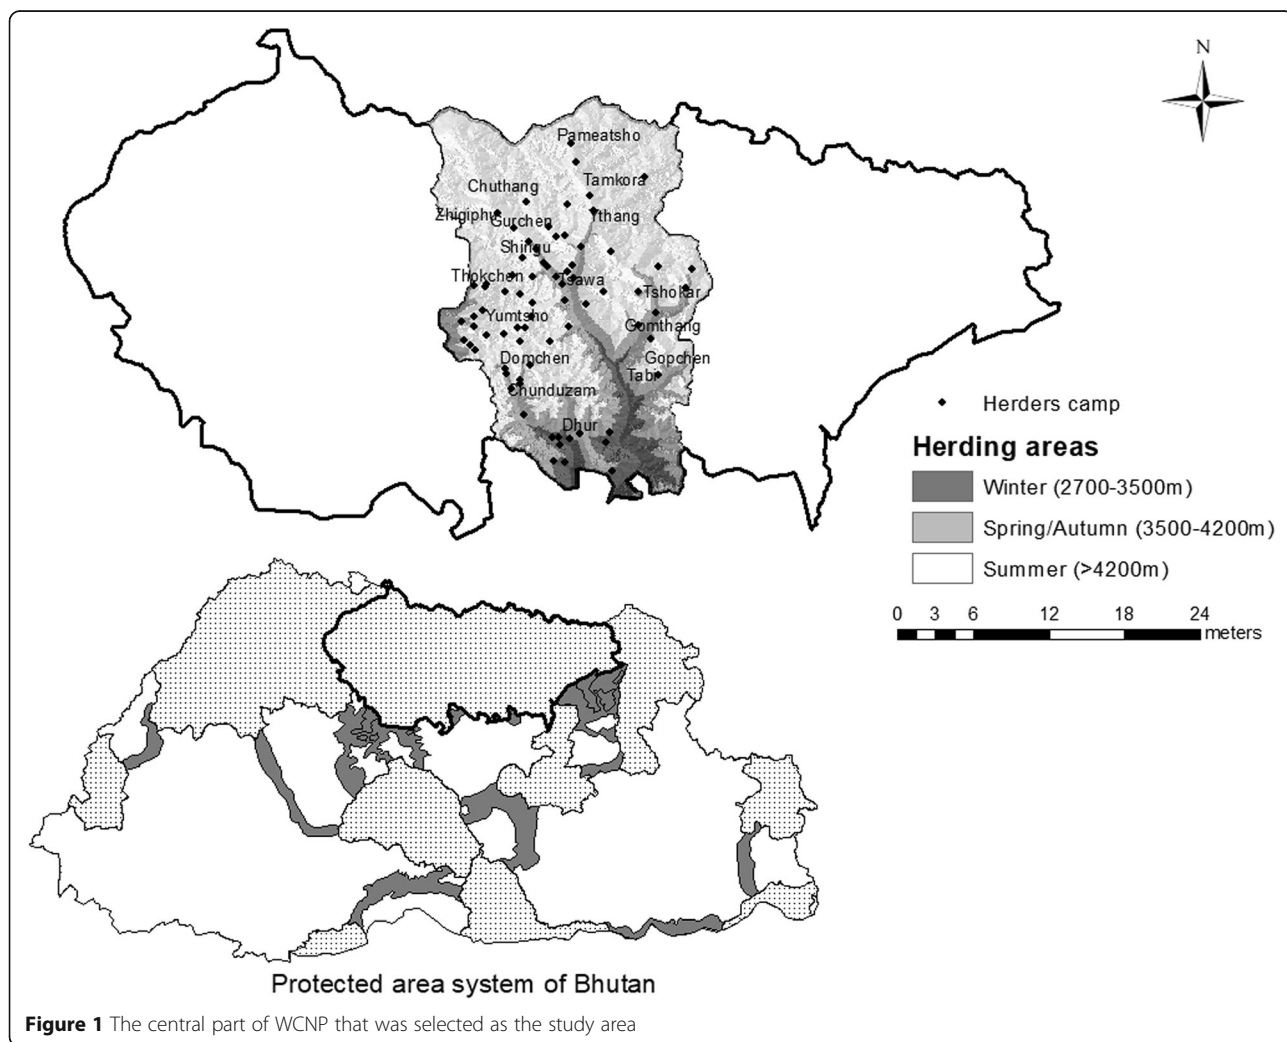 N
Pameatsho
Tamkora
Chuthang
Zhigiphu
Gurchen
Ythang
Shingu
Thokchen
Tsawa
Tshokar
Yumtsho
Gomthang
Domchen
Gopchen
Tabi
Chunduzam
Dhur
Herders camp
Herding areas
Winter (2700-3500m)
Spring/Autumn (3500-4200m)
Summer (>4200m)
0 3 6 12 18 24
meters
Protected area system of Bhutan
Figure 1 The central part of WCNP that was selected as the study area